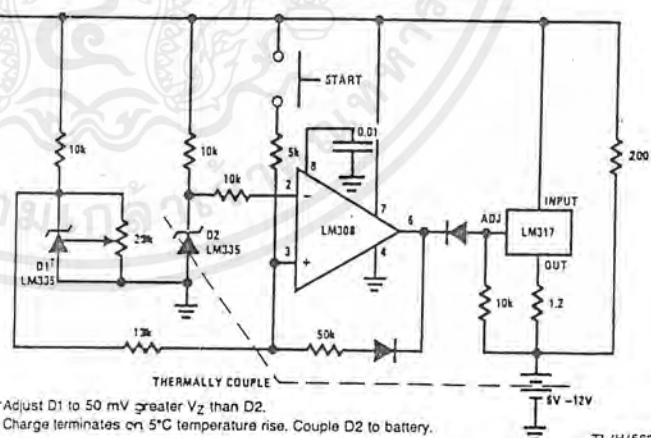 START
10k
10k
5k
0.01
200
10k
8
2
7
INPUT
LM308
6
ADJ
LM317
D2
LM335
D1†
LM335
3
4
OUT
10k
1.2
50k
THERMALLY COUPLE
6V –12V
Adjust D1 to 50 mV greater VZ than D2.
Charge terminates on 5°C temperature rise. Couple D2 to battery.